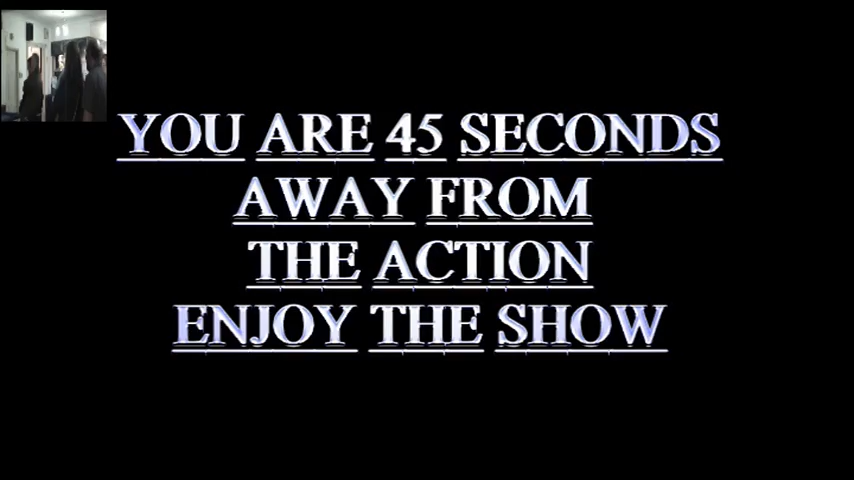 YOU ARE 45 SECONDS
AWAY FROM
THE ACTION
ENJOY THE SHOW